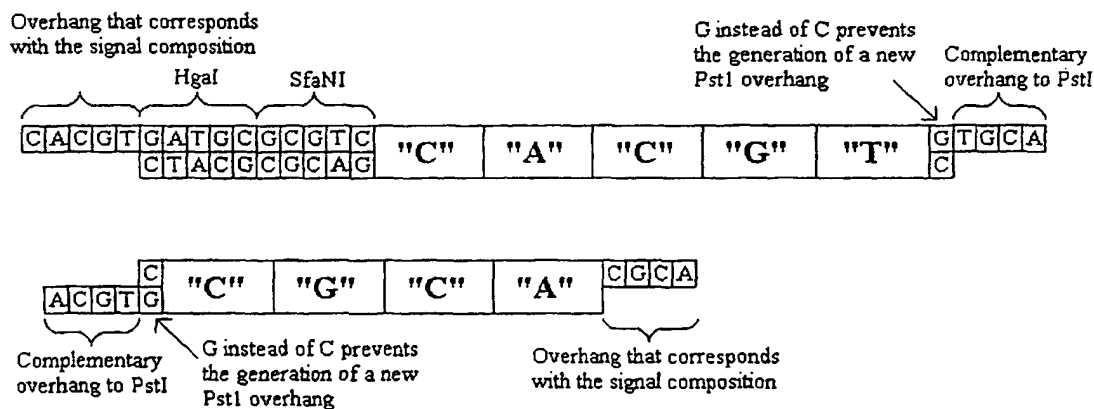 Overhang that corresponds
with the signal composition
HgaI
SfaNI
G instead of C prevents
the generation of a new
Pst1 overhang
Complementary
overhang to PstI
C A C G T G A T G C G C G T C "C" "A" "C" "G" "T" G T G C A
C T A C G C G C A G G
C
C "C" "G" "C" "A" C G C A
A C G T G
Complementary
overhang to PstI
G instead of C prevents
the generation of a new
Pst1 overhang
Overhang that corresponds
with the signal composition